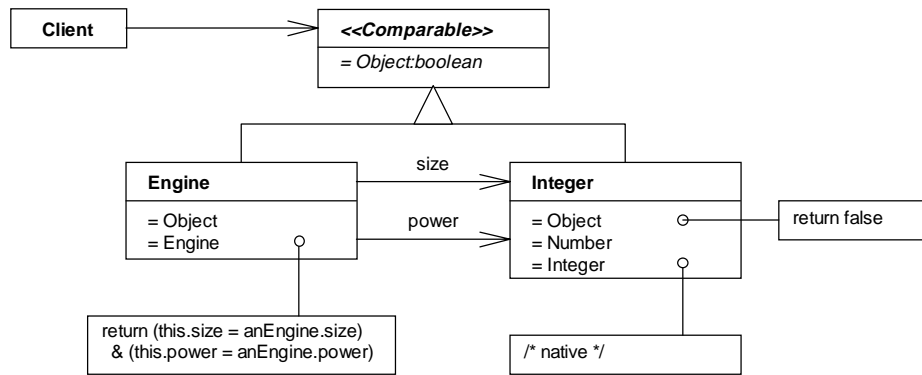 Client
<<Comparable>>
= Object:boolean
Engine
= Object
= Engine
size
power
Integer
= Object
= Number
= Integer
return false
return (this.size = anEngine.size)
& (this.power = anEngine.power)
/* native */